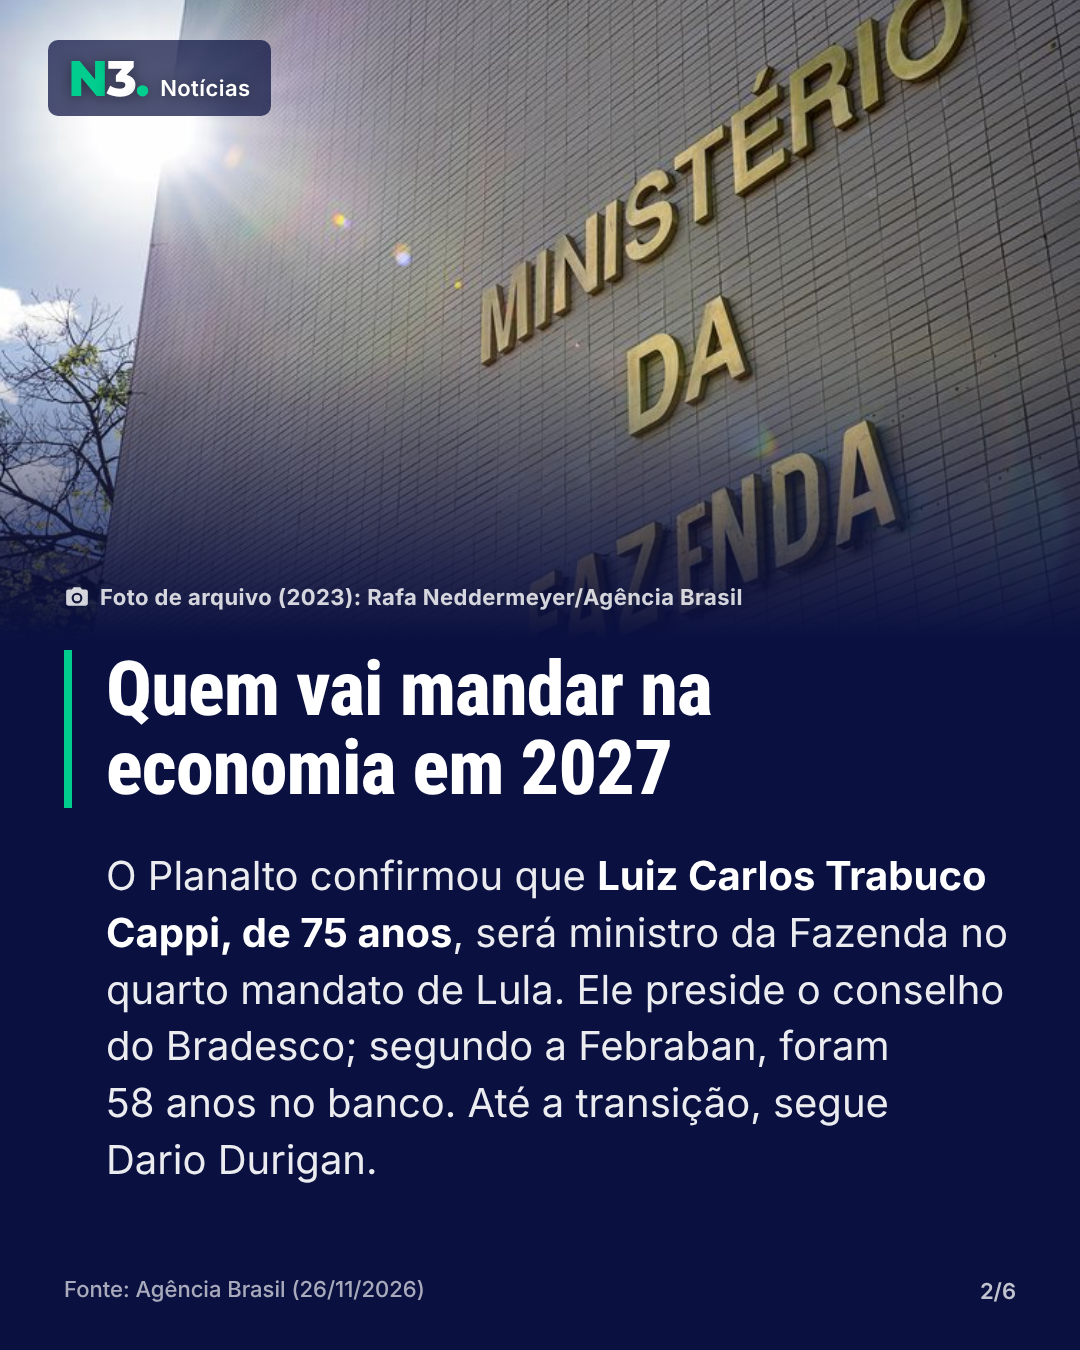 N3. Notícias
MINISTÉRIO
DA
FAZENDA
Foto de arquivo (2023): Rafa Neddermeyer/Agência Brasil
Quem vai mandar na
economia em 2027
O Planalto confirmou que Luiz Carlos Trabuco
Cappi, de 75 anos, será ministro da Fazenda no
quarto mandato de Lula. Ele preside o conselho
do Bradesco; segundo a Febraban, foram
58 anos no banco. Até a transição, segue
Dario Durigan.
Fonte: Agência Brasil (26/11/2026)
2/6